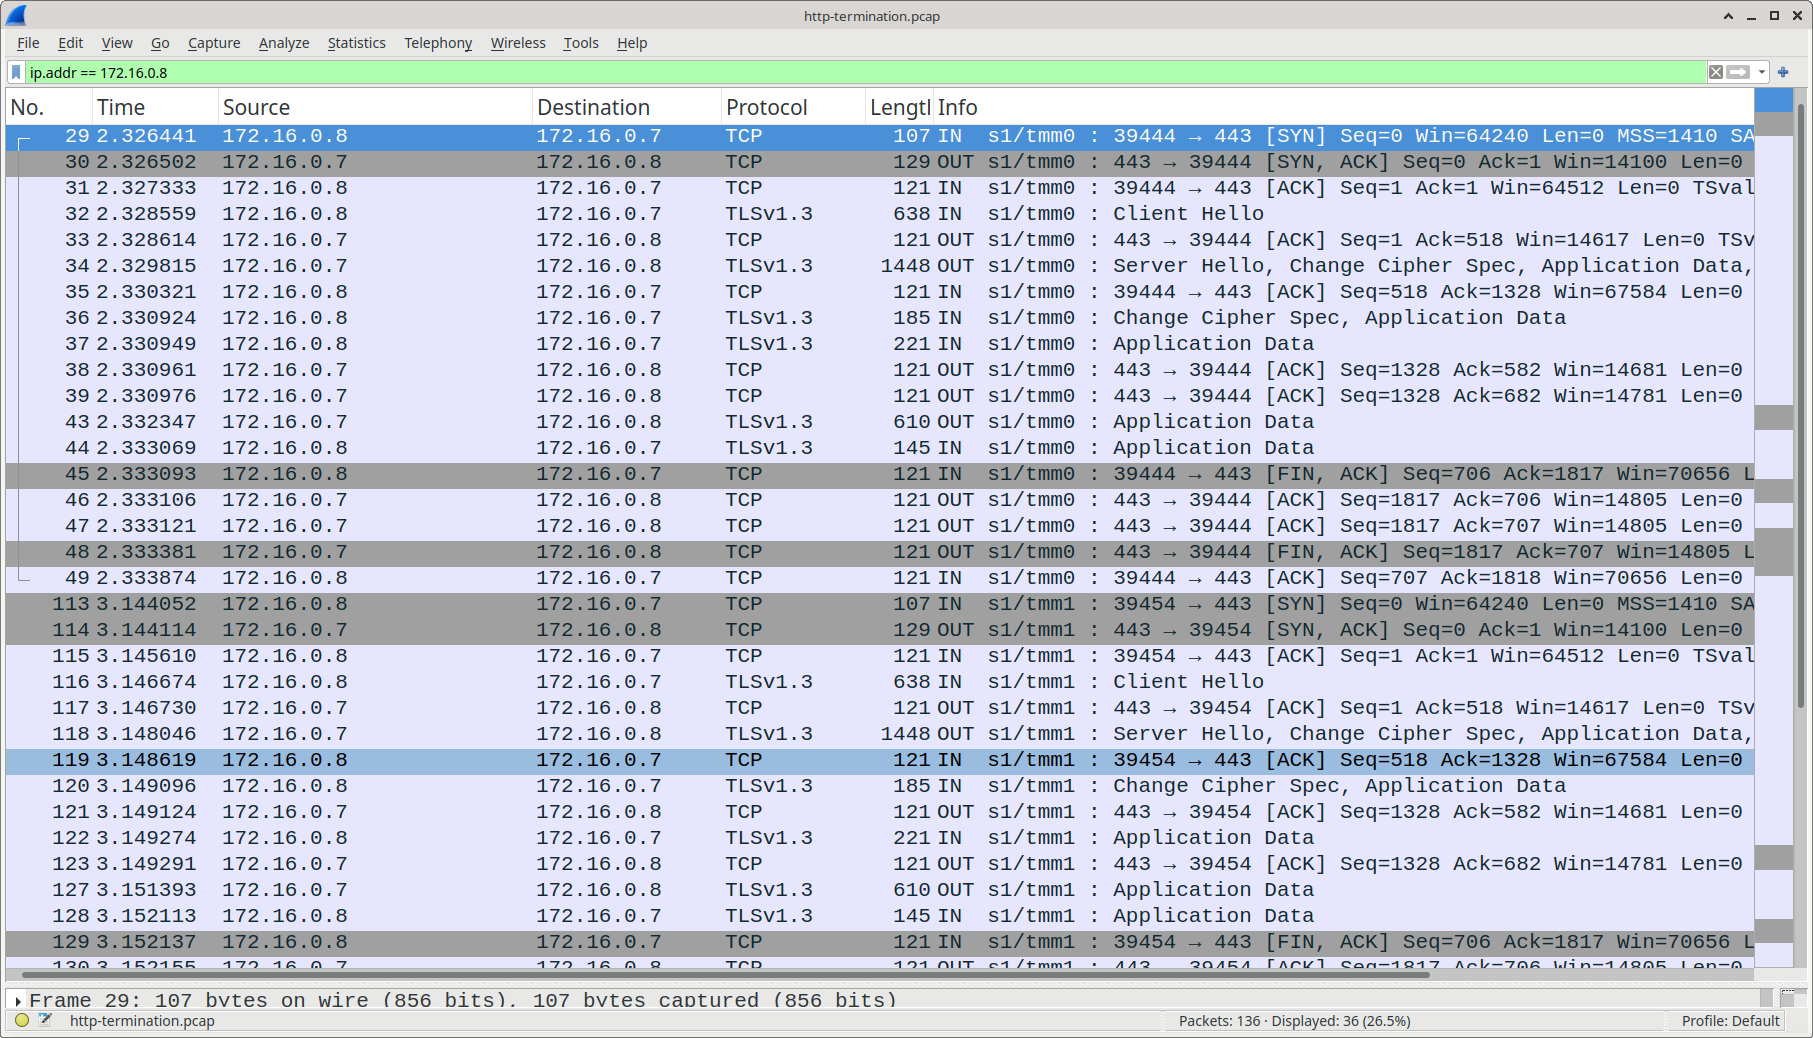 http-termination.pcap
File Edit View Go Capture Analyze Statistics Telephony Wireless Tools Help
ip.addr == 172.16.0.8
No. Time Source Destination Protocol Lengtl Info
29 2.326441 172.16.0.8 172.16.0.7 TCP 107 IN s1/tmm0 : 39444 → 443 [SYN] Seq=0 Win=64240 Len=0 MSS=1410 SA
30 2.326502 172.16.0.7 172.16.0.8 TCP 129 OUT s1/tmm0 : 443 → 39444 [SYN, ACK] Seq=0 Ack=1 Win=14100 Len=0
31 2.327333 172.16.0.8 172.16.0.7 TCP 121 IN s1/tmm0 : 39444 → 443 [ACK] Seq=1 Ack=1 Win=64512 Len=0 TSval
32 2.328559 172.16.0.8 172.16.0.7 TLSv1.3 638 IN s1/tmm0 : Client Hello
33 2.328614 172.16.0.7 172.16.0.8 TCP 121 OUT s1/tmm0 : 443 → 39444 [ACK] Seq=1 Ack=518 Win=14617 Len=0 TSv
34 2.329815 172.16.0.7 172.16.0.8 TLSv1.3 1448 OUT s1/tmm0 : Server Hello, Change Cipher Spec, Application Data,
35 2.330321 172.16.0.8 172.16.0.7 TCP 121 IN s1/tmm0 : 39444 → 443 [ACK] Seq=518 Ack=1328 Win=67584 Len=0
36 2.330924 172.16.0.8 172.16.0.7 TLSv1.3 185 IN s1/tmm0 : Change Cipher Spec, Application Data
37 2.330949 172.16.0.8 172.16.0.7 TLSv1.3 221 IN s1/tmm0 : Application Data
38 2.330961 172.16.0.7 172.16.0.8 TCP 121 OUT s1/tmm0 : 443 → 39444 [ACK] Seq=1328 Ack=582 Win=14681 Len=0
39 2.330976 172.16.0.7 172.16.0.8 TCP 121 OUT s1/tmm0 : 443 → 39444 [ACK] Seq=1328 Ack=682 Win=14781 Len=0
43 2.332347 172.16.0.7 172.16.0.8 TLSv1.3 610 OUT s1/tmm0 : Application Data
44 2.333069 172.16.0.8 172.16.0.7 TLSv1.3 145 IN s1/tmm0 : Application Data
45 2.333093 172.16.0.8 172.16.0.7 TCP 121 IN s1/tmm0 : 39444 → 443 [FIN, ACK] Seq=706 Ack=1817 Win=70656 L
46 2.333106 172.16.0.7 172.16.0.8 TCP 121 OUT s1/tmm0 : 443 → 39444 [ACK] Seq=1817 Ack=706 Win=14805 Len=0
47 2.333121 172.16.0.7 172.16.0.8 TCP 121 OUT s1/tmm0 : 443 → 39444 [ACK] Seq=1817 Ack=707 Win=14805 Len=0
48 2.333381 172.16.0.7 172.16.0.8 TCP 121 OUT s1/tmm0 : 443 → 39444 [FIN, ACK] Seq=1817 Ack=707 Win=14805 L
49 2.333874 172.16.0.8 172.16.0.7 TCP 121 IN s1/tmm0 : 39444 → 443 [ACK] Seq=707 Ack=1818 Win=70656 Len=0
113 3.144052 172.16.0.8 172.16.0.7 TCP 107 IN s1/tmm1 : 39454 → 443 [SYN] Seq=0 Win=64240 Len=0 MSS=1410 SA
114 3.144114 172.16.0.7 172.16.0.8 TCP 129 OUT s1/tmm1 : 443 → 39454 [SYN, ACK] Seq=0 Ack=1 Win=14100 Len=0
115 3.145610 172.16.0.8 172.16.0.7 TCP 121 IN s1/tmm1 : 39454 → 443 [ACK] Seq=1 Ack=1 Win=64512 Len=0 TSval
116 3.146674 172.16.0.8 172.16.0.7 TLSv1.3 638 IN s1/tmm1 : Client Hello
117 3.146730 172.16.0.7 172.16.0.8 TCP 121 OUT s1/tmm1 : 443 → 39454 [ACK] Seq=1 Ack=518 Win=14617 Len=0 TSv
118 3.148046 172.16.0.7 172.16.0.8 TLSv1.3 1448 OUT s1/tmm1 : Server Hello, Change Cipher Spec, Application Data,
119 3.148619 172.16.0.8 172.16.0.7 TCP 121 IN s1/tmm1 : 39454 → 443 [ACK] Seq=518 Ack=1328 Win=67584 Len=0
120 3.149096 172.16.0.8 172.16.0.7 TLSv1.3 185 IN s1/tmm1 : Change Cipher Spec, Application Data
121 3.149124 172.16.0.7 172.16.0.8 TCP 121 OUT s1/tmm1 : 443 → 39454 [ACK] Seq=1328 Ack=582 Win=14681 Len=0
122 3.149274 172.16.0.8 172.16.0.7 TLSv1.3 221 IN s1/tmm1 : Application Data
123 3.149291 172.16.0.7 172.16.0.8 TCP 121 OUT s1/tmm1 : 443 → 39454 [ACK] Seq=1328 Ack=682 Win=14781 Len=0
127 3.151393 172.16.0.7 172.16.0.8 TLSv1.3 610 OUT s1/tmm1 : Application Data
128 3.152113 172.16.0.8 172.16.0.7 TLSv1.3 145 IN s1/tmm1 : Application Data
129 3.152137 172.16.0.8 172.16.0.7 TCP 121 IN s1/tmm1 : 39454 → 443 [FIN, ACK] Seq=706 Ack=1817 Win=70656 L
130 3.152155 172.16.0.7 172.16.0.8 TCP 121 OUT s1/tmm1 : 443 → 39454 [ACK] Seq=1817 Ack=706 Win=14805 Len=0
Frame 29: 107 bytes on wire (856 bits), 107 bytes captured (856 bits)
http-termination.pcap Packets: 136 · Displayed: 36 (26.5%) Profile: Default